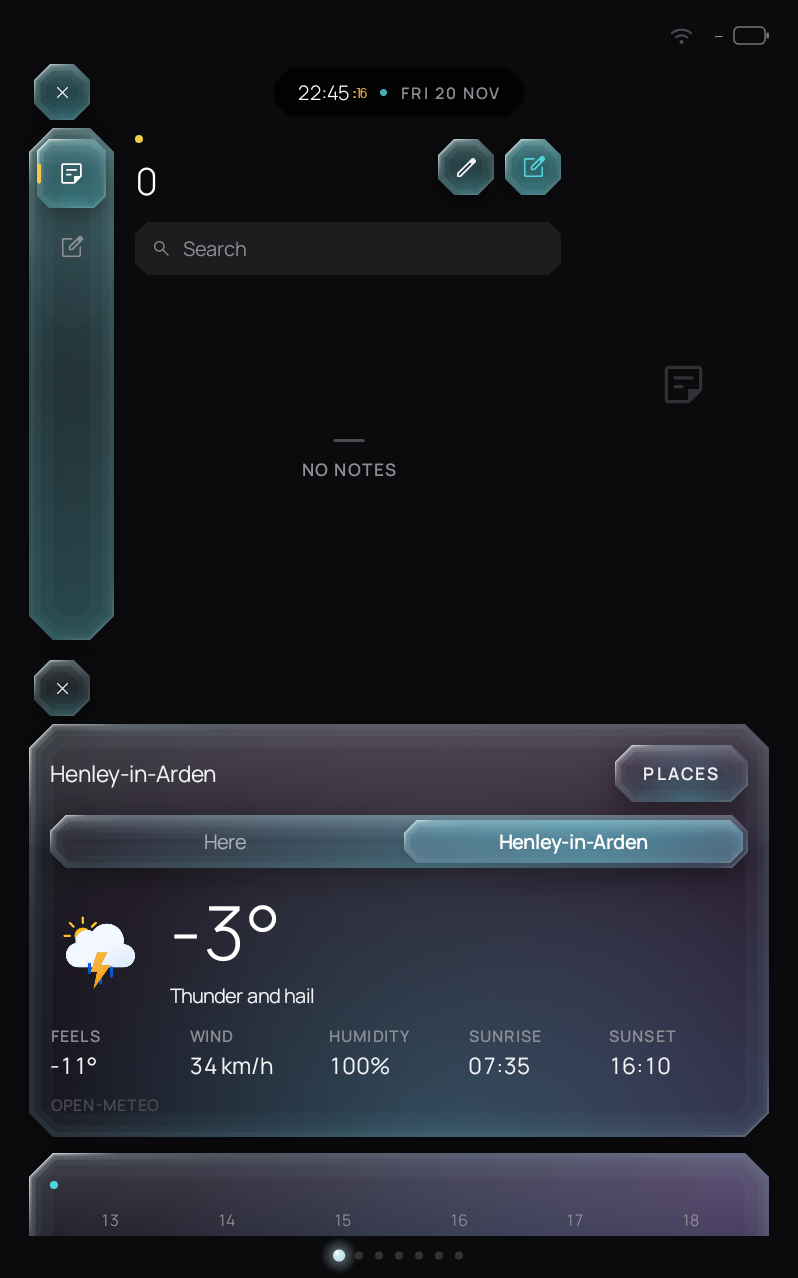 22:45:16 FRI 20 NOV
0
Search
NO NOTES
Henley-in-Arden
PLACES
Here Henley-in-Arden
-3°
Thunder and hail
FEELS WIND HUMIDITY SUNRISE SUNSET
-11° 34 km/h 100% 07:35 16:10
OPEN-METEO
13 14 15 16 17 18